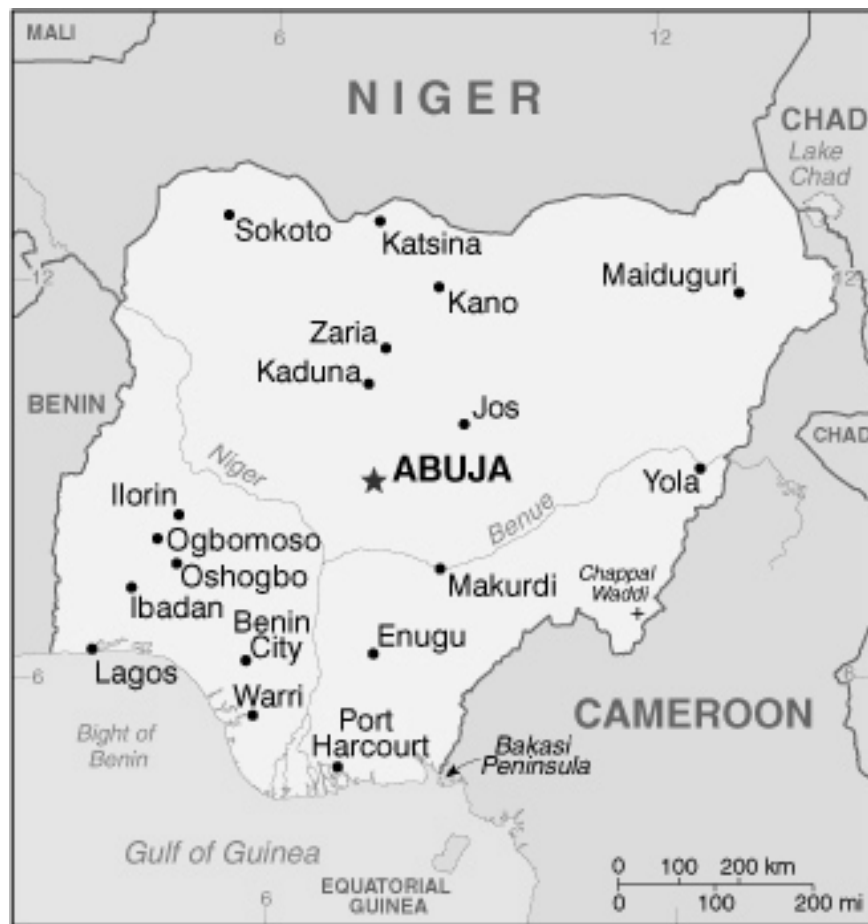 6
12
MALI
NIGER
CHAD
Lake
Chad
Sokoto
Katsina
12
Maiduguri
12
Kano
Zaria
Kaduna
BENIN
Jos
CHAD
Niger
ABUJA
Yola
Ilorin
Benue
Ogbomoso
Oshogbo
Makurdi
Chappal
Waddi
Ibadan
Benin
City
Enugu
Lagos
6
6
Warri
CAMEROON
Bight of
Benin
Port
Harcourt
Bakasi
Peninsula
Gulf of Guinea
0 100 200 km
0 100 200 mi
EQUATORIAL
GUINEA
6